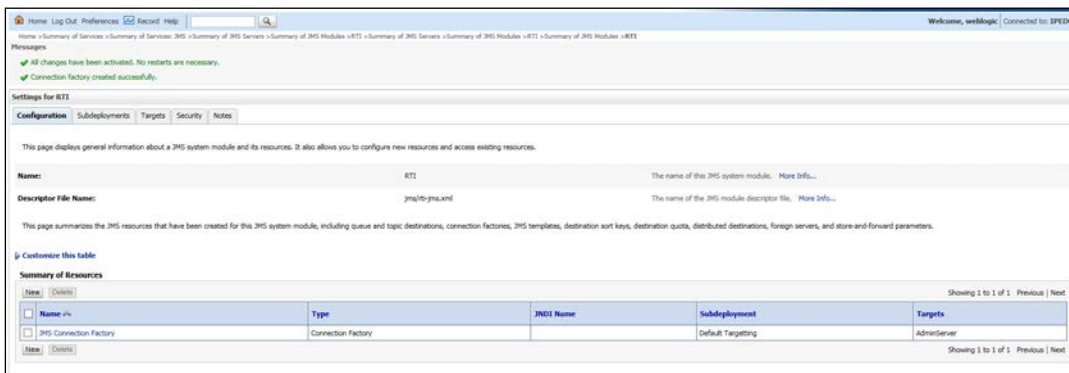 Home Log Out Preferences Record Help
Welcome, weblogic Connected to: IPEDO
Home >Summary of Services >Summary of Services: JMS >Summary of JMS Servers >Summary of JMS Modules >RTI >Summary of JMS Servers >Summary of JMS Modules >RTI >Summary of JMS Modules >RTI
Messages
All changes have been activated. No restarts are necessary.
Connection factory created successfully.
Settings for RTI
Configuration Subdeployments Targets Security Notes
This page displays general information about a JMS system module and its resources. It also allows you to configure new resources and access existing resources.
Name: RTI The name of this JMS system module. More Info...
Descriptor File Name: jms/rti-jms.xml The name of the JMS module descriptor file. More Info...
This page summarizes the JMS resources that have been created for this JMS system module, including queue and topic destinations, connection factories, JMS templates, destination sort keys, destination quota, distributed destinations, foreign servers, and store-and-forward parameters.
Customize this table
Summary of Resources
New Delete Showing 1 to 1 of 1 Previous | Next
Name Type JNDI Name Subdeployment Targets
JMS Connection Factory Connection Factory Default Targetting AdminServer
New Delete Showing 1 to 1 of 1 Previous | Next